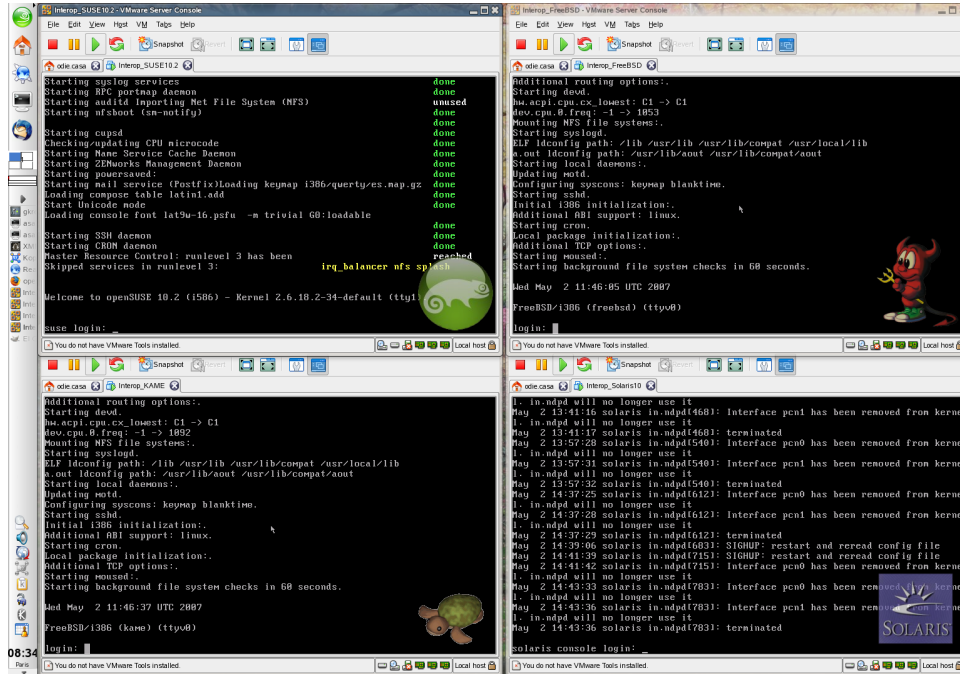 Interop_SUSE10.2 - VMware Server Console
File Edit View Host VM Tabs Help
Snapshot Revert
odie.casa Interop_SUSE10.2
Starting syslog services done
Starting RPC portmap daemon done
Starting auditd Importing Net File System (NFS) unused
Starting nfsboot (sm-notify) done
done
Starting cupsd done
Checking/updating CPU microcode done
Starting Name Service Cache Daemon done
Starting ZENworks Management Daemon done
Starting powersaved: done
Starting mail service (Postfix)Loading keymap i386/qwerty/es.map.gz done
Loading compose table latin1.add done
Start Unicode mode done
Loading console font lat9w-16.psfu -m trivial G0:loadable
done
Starting SSH daemon done
Starting CRON daemon done
Master Resource Control: runlevel 3 has been reached
Skipped services in runlevel 3: irq_balancer nfs splash
Welcome to openSUSE 10.2 (i586) - Kernel 2.6.18.2-34-default (tty1
suse login: _
You do not have VMware Tools installed. Local host
Interop_FreeBSD - VMware Server Console
File Edit View Host VM Tabs Help
Snapshot Revert
odie.casa Interop_FreeBSD
Additional routing options:.
Starting devd.
hw.acpi.cpu.cx_lowest: C1 -> C1
dev.cpu.0.freq: -1 -> 1053
Mounting NFS file systems:.
Starting syslogd.
ELF ldconfig path: /lib /usr/lib /usr/lib/compat /usr/local/lib
a.out ldconfig path: /usr/lib/aout /usr/lib/compat/aout
Starting local daemons:.
Updating motd.
Configuring syscons: keymap blanktime.
Starting sshd.
Initial i386 initialization:.
Additional ABI support: linux.
Starting cron.
Local package initialization:.
Additional TCP options:.
Starting moused:.
Starting background file system checks in 60 seconds.
Wed May 2 11:46:05 UTC 2007
FreeBSD/i386 (freebsd) (ttyv0)
login:
You do not have VMware Tools installed. Local host
Snapshot Revert
odie.casa Interop_KAME
Additional routing options:.
Starting devd.
hw.acpi.cpu.cx_lowest: C1 -> C1
dev.cpu.0.freq: -1 -> 1092
Mounting NFS file systems:.
Starting syslogd.
ELF ldconfig path: /lib /usr/lib /usr/lib/compat /usr/local/lib
a.out ldconfig path: /usr/lib/aout /usr/lib/compat/aout
Starting local daemons:.
Updating motd.
Configuring syscons: keymap blanktime.
Starting sshd.
Initial i386 initialization:.
Additional ABI support: linux.
Starting cron.
Local package initialization:.
Additional TCP options:.
Starting moused:.
Starting background file system checks in 60 seconds.
Wed May 2 11:46:37 UTC 2007
FreeBSD/i386 (kame) (ttyv0)
login:
You do not have VMware Tools installed. Local host
Snapshot Revert
odie.casa Interop_Solaris10
l. in.ndpd will no longer use it
May 2 13:41:16 solaris in.ndpd[468]: Interface pcn1 has been removed from kerne
l. in.ndpd will no longer use it
May 2 13:41:17 solaris in.ndpd[468]: terminated
May 2 13:57:28 solaris in.ndpd[540]: Interface pcn0 has been removed from kerne
l. in.ndpd will no longer use it
May 2 13:57:31 solaris in.ndpd[540]: Interface pcn1 has been removed from kerne
l. in.ndpd will no longer use it
May 2 13:57:32 solaris in.ndpd[540]: terminated
May 2 14:37:25 solaris in.ndpd[612]: Interface pcn0 has been removed from kerne
l. in.ndpd will no longer use it
May 2 14:37:28 solaris in.ndpd[612]: Interface pcn1 has been removed from kerne
l. in.ndpd will no longer use it
May 2 14:37:29 solaris in.ndpd[612]: terminated
May 2 14:39:06 solaris in.ndpd[683]: SIGHUP: restart and reread config file
May 2 14:41:39 solaris in.ndpd[715]: SIGHUP: restart and reread config file
May 2 14:41:42 solaris in.ndpd[715]: Interface pcn0 has been removed from kerne
l. in.ndpd will no longer use it
May 2 14:43:33 solaris in.ndpd[783]: Interface pcn0 has been removed from kerne
l. in.ndpd will no longer use it
May 2 14:43:36 solaris in.ndpd[783]: Interface pcn1 has been removed from kerne
l. in.ndpd will no longer use it
May 2 14:43:36 solaris in.ndpd[783]: terminated
SOLARIS
solaris console login: _
You do not have VMware Tools installed. Local host
08:34
Paris